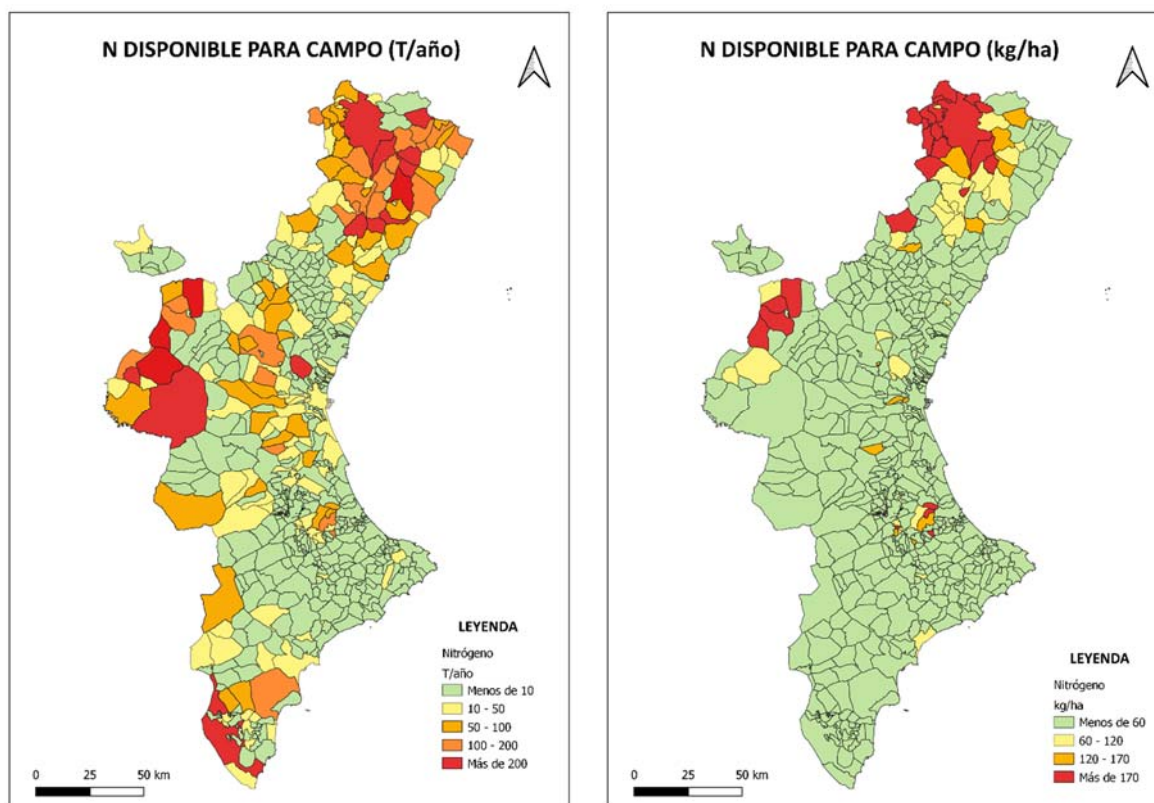 N DISPONIBLE PARA CAMPO (T/año)
LEYENDA
Nitrógeno
T/año
Menos de 10
10 - 50
50 - 100
100 - 200
Más de 200
0 25 50 km
N DISPONIBLE PARA CAMPO (kg/ha)
LEYENDA
Nitrógeno
kg/ha
Menos de 60
60 - 120
120 - 170
Más de 170
0 25 50 km